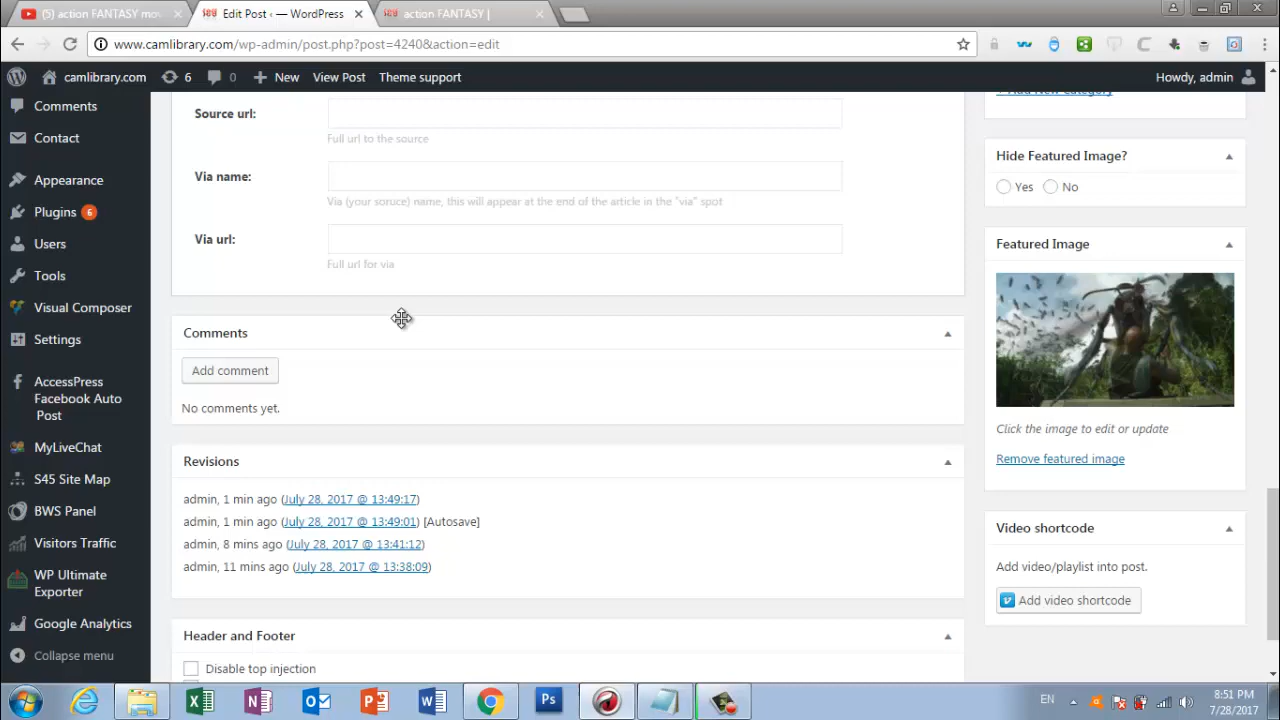 (5) action FANTASY mov
Edit Post ‹ — WordPress
action FANTASY |
www.camlibrary.com/wp-admin/post.php?post=4240&action=edit
camlibrary.com
6
0
New
View Post
Theme support
Howdy, admin
Comments
Contact
Appearance
Plugins 6
Users
Tools
Visual Composer
Settings
AccessPress
Facebook Auto
Post
MyLiveChat
S45 Site Map
BWS Panel
Visitors Traffic
WP Ultimate
Exporter
Google Analytics
Collapse menu
Source url:
Full url to the source
Via name:
Via (your soruce) name, this will appear at the end of the article in the "via" spot
Via url:
Full url for via
Comments
Add comment
No comments yet.
Revisions
admin, 1 min ago (July 28, 2017 @ 13:49:17)
admin, 1 min ago (July 28, 2017 @ 13:49:01) [Autosave]
admin, 8 mins ago (July 28, 2017 @ 13:41:12)
admin, 11 mins ago (July 28, 2017 @ 13:38:09)
Header and Footer
Disable top injection
+ Add New Category
Hide Featured Image?
Yes
No
Featured Image
Click the image to edit or update
Remove featured image
Video shortcode
Add video/playlist into post.
Add video shortcode
Ps
EN
8:51 PM
7/28/2017